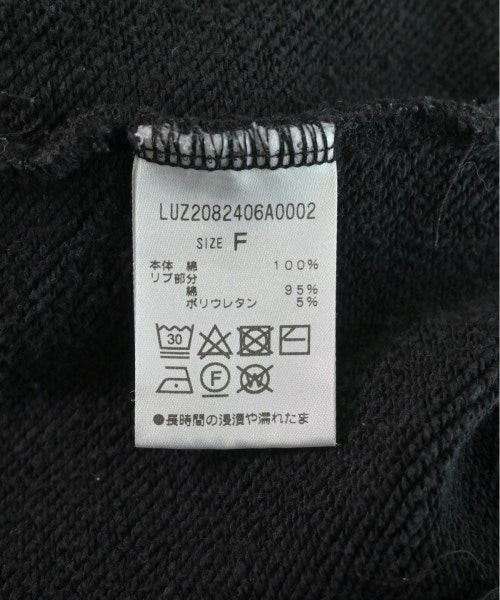 LUZ2082406A0002
SIZE F
本体 綿 100%
リブ部分
綿 95%
ポリウレタン 5%
30
F W
●長時間の浸漬や濡れたま